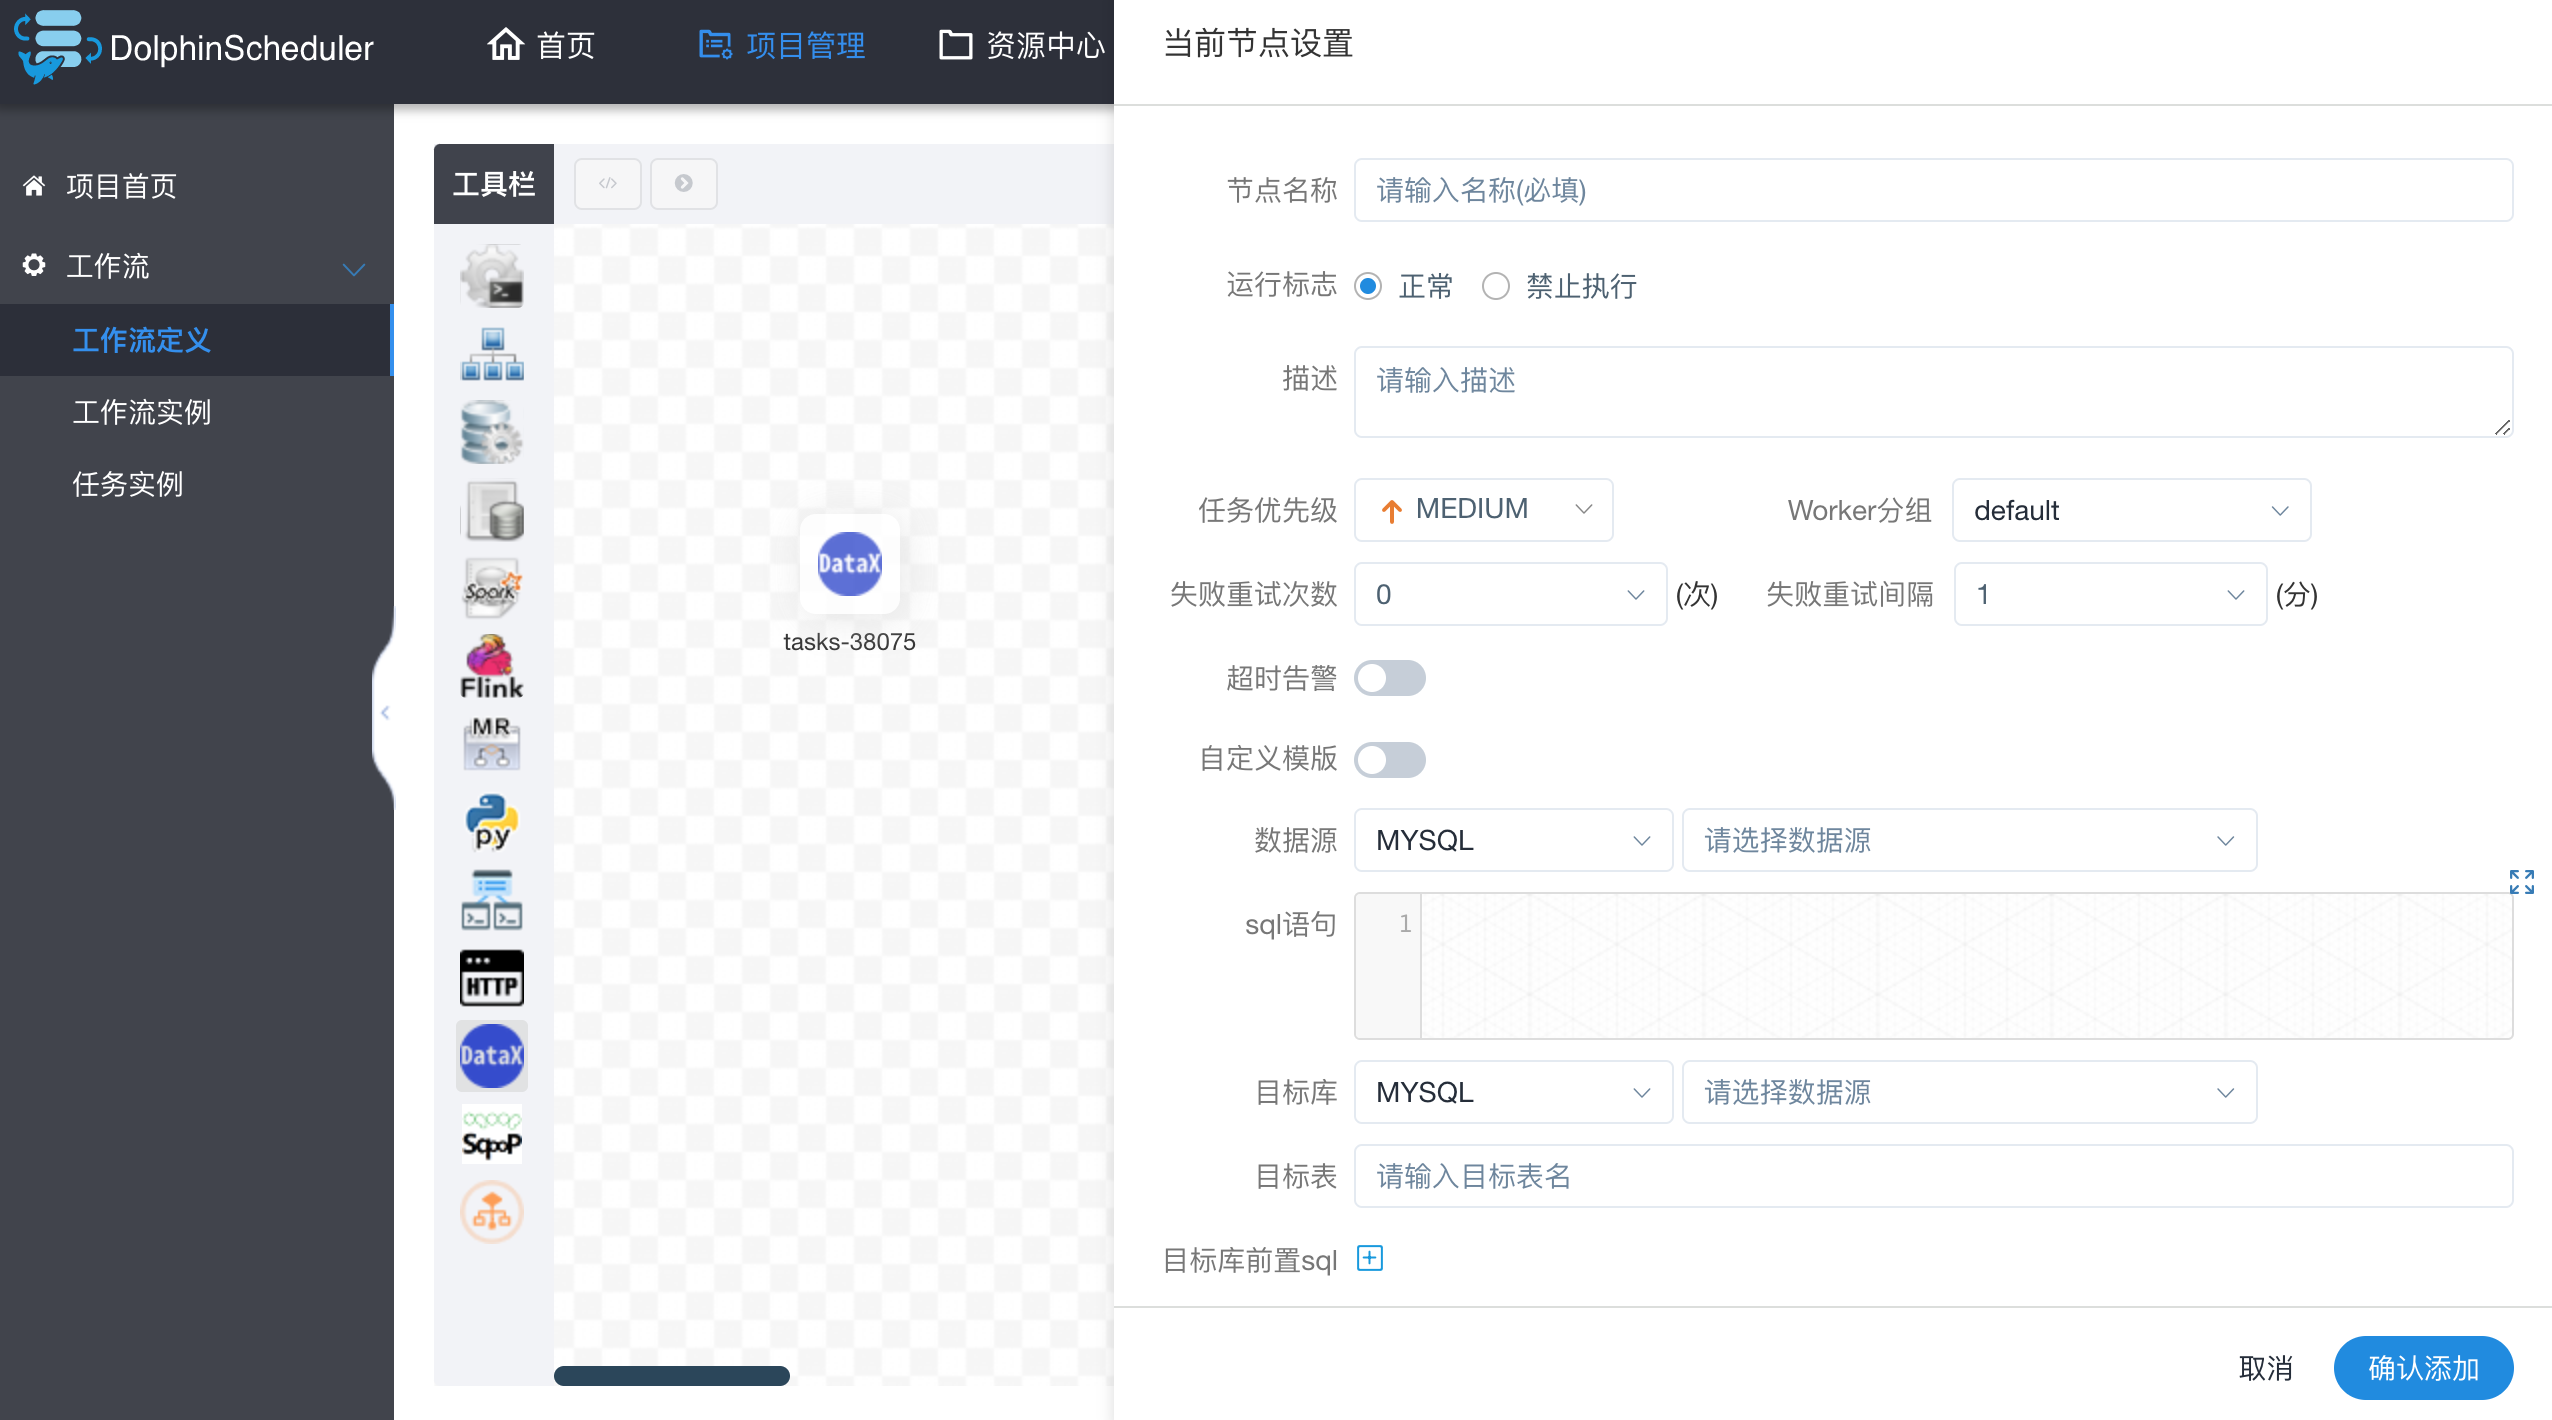 DolphinScheduler
首页
项目管理
资源中心
当前节点设置
项目首页
工作流
工作流定义
工作流实例
任务实例
工具栏
</>
Spark
Flink
MR
py
HTTP
DataX
SqooP
DataX
tasks-38075
节点名称
请输入名称(必填)
运行标志
正常
禁止执行
描述
请输入描述
任务优先级
MEDIUM
Worker分组
default
失败重试次数
0
(次)
失败重试间隔
1
(分)
超时告警
自定义模版
数据源
MYSQL
请选择数据源
sql语句
1
目标库
MYSQL
请选择数据源
目标表
请输入目标表名
目标库前置sql
取消
确认添加